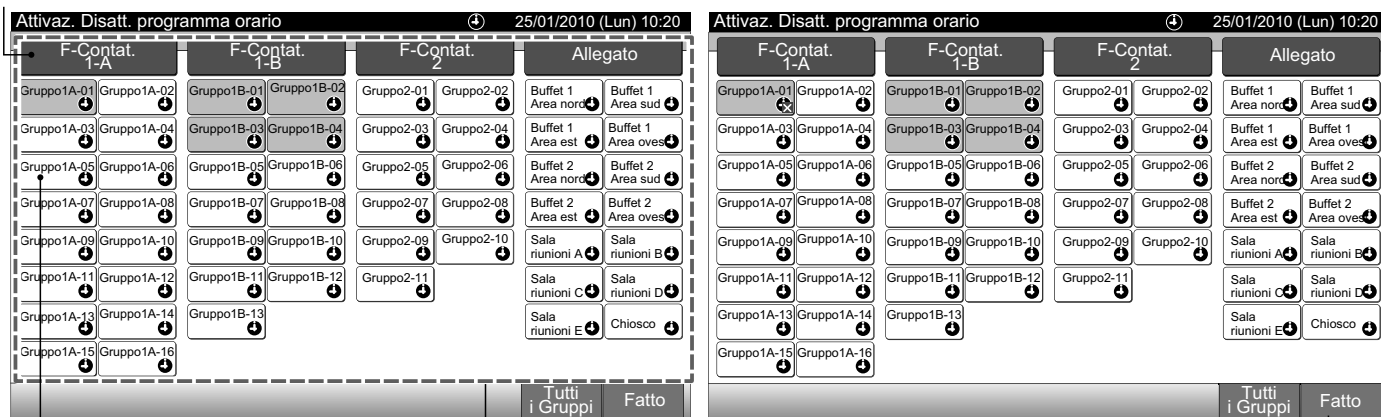 Attivaz. Disatt. programma orario 25/01/2010 (Lun) 10:20
F-Contat. 1-A F-Contat. 1-B F-Contat. 2 Allegato
Gruppo1A-01 Gruppo1A-02 Gruppo1B-01 Gruppo1B-02 Gruppo2-01 Gruppo2-02 Buffet 1 Area nord Buffet 1 Area sud
Gruppo1A-03 Gruppo1A-04 Gruppo1B-03 Gruppo1B-04 Gruppo2-03 Gruppo2-04 Buffet 1 Area est Buffet 1 Area ovest
Gruppo1A-05 Gruppo1A-06 Gruppo1B-05 Gruppo1B-06 Gruppo2-05 Gruppo2-06 Buffet 2 Area nord Buffet 2 Area sud
Gruppo1A-07 Gruppo1A-08 Gruppo1B-07 Gruppo1B-08 Gruppo2-07 Gruppo2-08 Buffet 2 Area est Buffet 2 Area ovest
Gruppo1A-09 Gruppo1A-10 Gruppo1B-09 Gruppo1B-10 Gruppo2-09 Gruppo2-10 Sala riunioni A Sala riunioni B
Gruppo1A-11 Gruppo1A-12 Gruppo1B-11 Gruppo1B-12 Gruppo2-11 Sala riunioni C Sala riunioni D
Gruppo1A-13 Gruppo1A-14 Gruppo1B-13 Sala riunioni E Chiosco
Gruppo1A-15 Gruppo1A-16
Tutti i Gruppi Fatto
Attivaz. Disatt. programma orario 25/01/2010 (Lun) 10:20
F-Contat. 1-A F-Contat. 1-B F-Contat. 2 Allegato
Gruppo1A-01 Gruppo1A-02 Gruppo1B-01 Gruppo1B-02 Gruppo2-01 Gruppo2-02 Buffet 1 Area nord Buffet 1 Area sud
Gruppo1A-03 Gruppo1A-04 Gruppo1B-03 Gruppo1B-04 Gruppo2-03 Gruppo2-04 Buffet 1 Area est Buffet 1 Area ovest
Gruppo1A-05 Gruppo1A-06 Gruppo1B-05 Gruppo1B-06 Gruppo2-05 Gruppo2-06 Buffet 2 Area nord Buffet 2 Area sud
Gruppo1A-07 Gruppo1A-08 Gruppo1B-07 Gruppo1B-08 Gruppo2-07 Gruppo2-08 Buffet 2 Area est Buffet 2 Area ovest
Gruppo1A-09 Gruppo1A-10 Gruppo1B-09 Gruppo1B-10 Gruppo2-09 Gruppo2-10 Sala riunioni A Sala riunioni B
Gruppo1A-11 Gruppo1A-12 Gruppo1B-11 Gruppo1B-12 Gruppo2-11 Sala riunioni C Sala riunioni D
Gruppo1A-13 Gruppo1A-14 Gruppo1B-13 Sala riunioni E Chiosco
Gruppo1A-15 Gruppo1A-16
Tutti i Gruppi Fatto